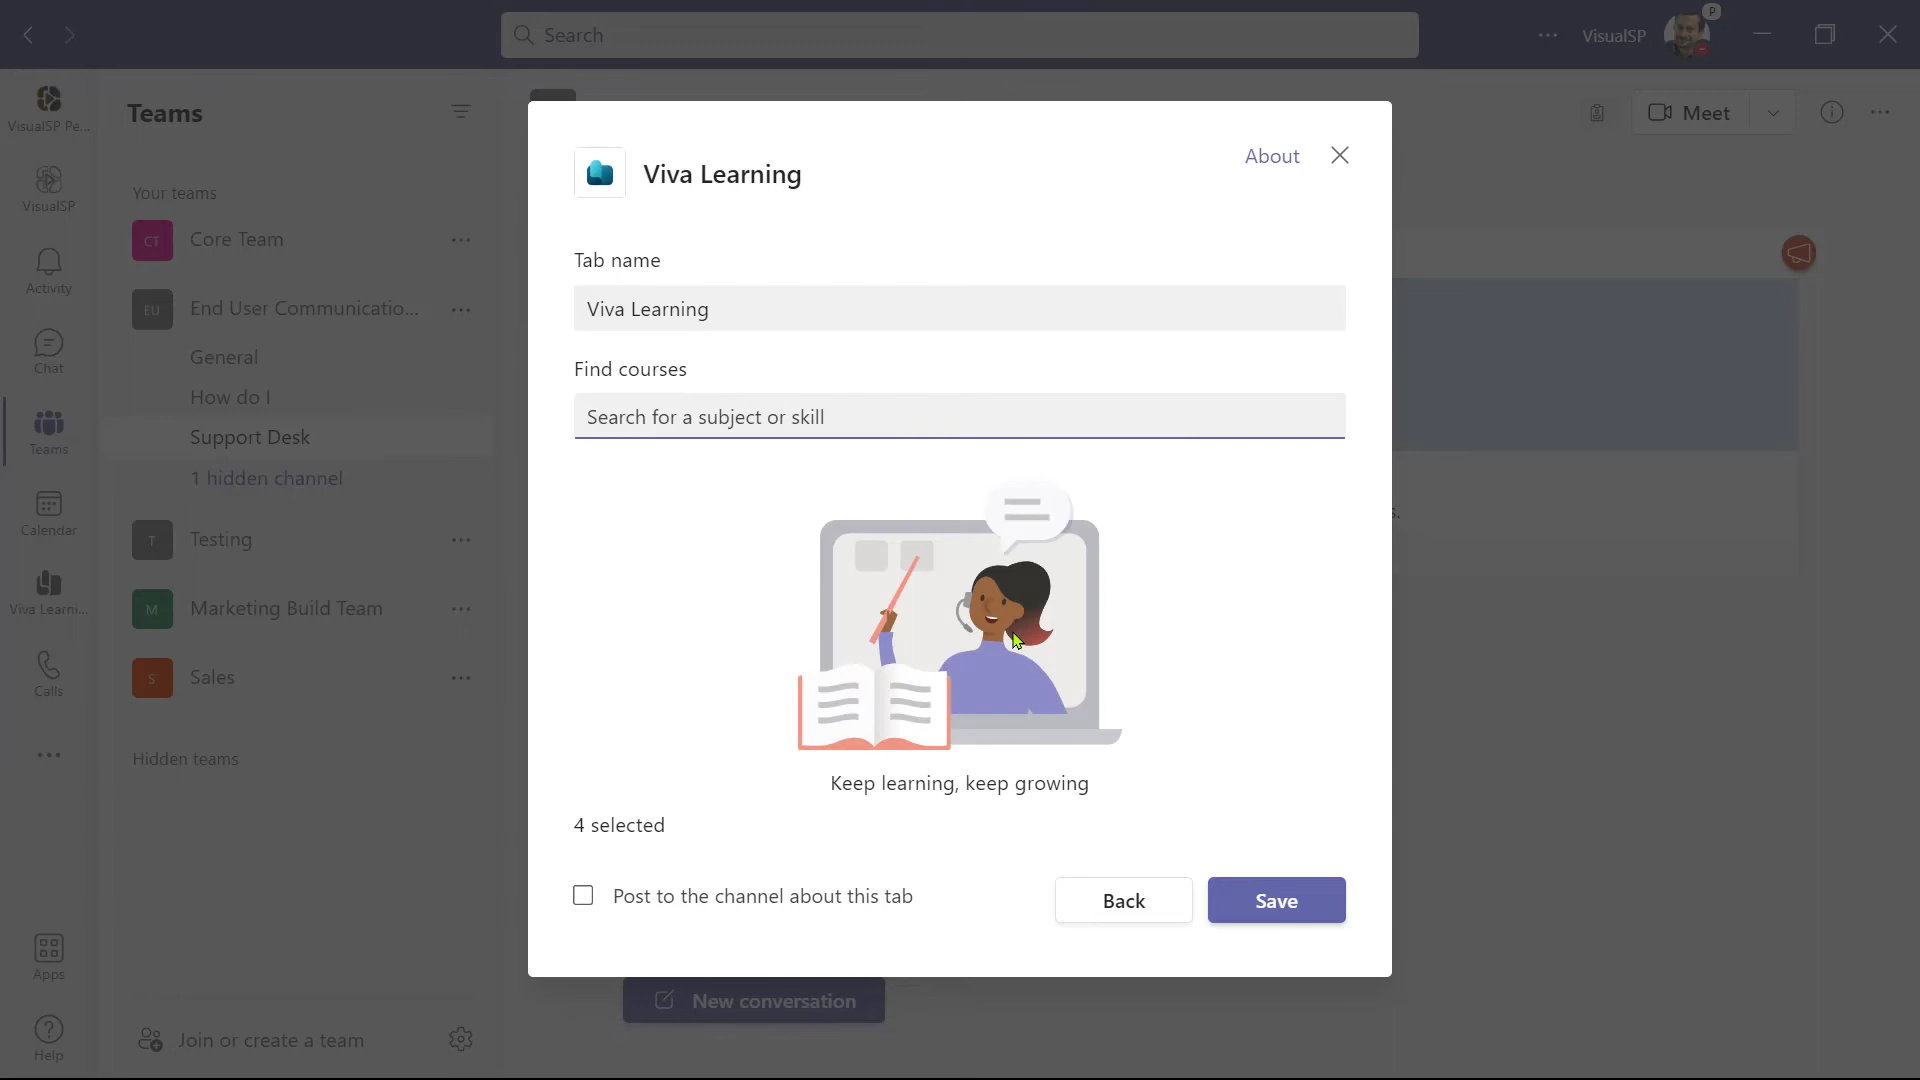 Search
VisualSP
P
VisualSP Pe...
VisualSP
Activity
Chat
Teams
Calendar
Viva Learni...
Calls
Apps
Help
Teams
Your teams
CT Core Team
EU End User Communicatio...
General
How do I
Support Desk
1 hidden channel
T Testing
M Marketing Build Team
S Sales
Hidden teams
Join or create a team
Meet
Viva Learning
About
Tab name
Viva Learning
Find courses
Search for a subject or skill
Keep learning, keep growing
4 selected
Post to the channel about this tab
Back
Save
s.
New conversation